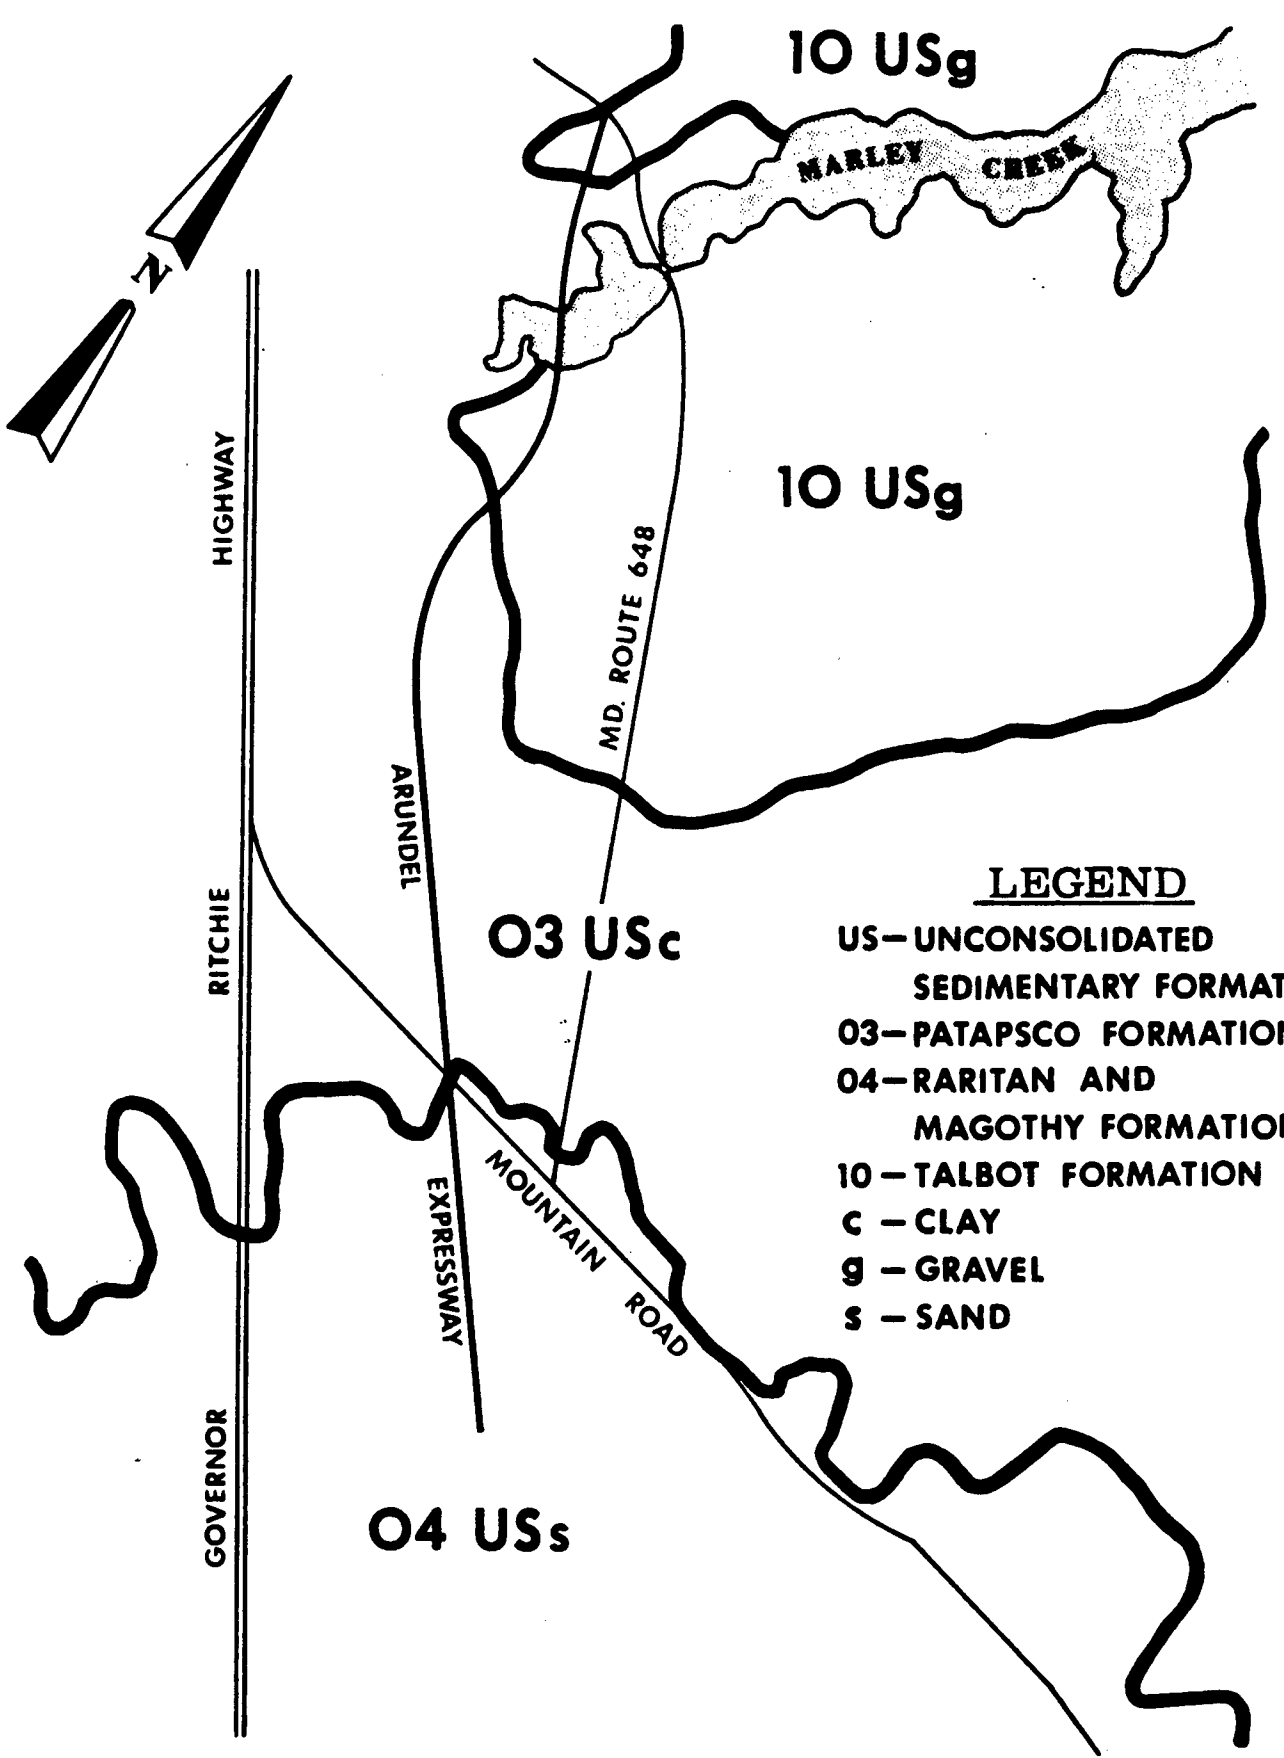 10 USg
MARLEY CREEK
N
HIGHWAY
10 USg
MD. ROUTE 648
ARUNDEL
RITCHIE
03 USc
LEGEND
US–UNCONSOLIDATED
SEDIMENTARY FORMAT
03–PATAPSCO FORMATIO
04–RARITAN AND
MAGOTHY FORMATIO
10–TALBOT FORMATION
c –CLAY
g –GRAVEL
s –SAND
MOUNTAIN ROAD
EXPRESSWAY
GOVERNOR
04 USs